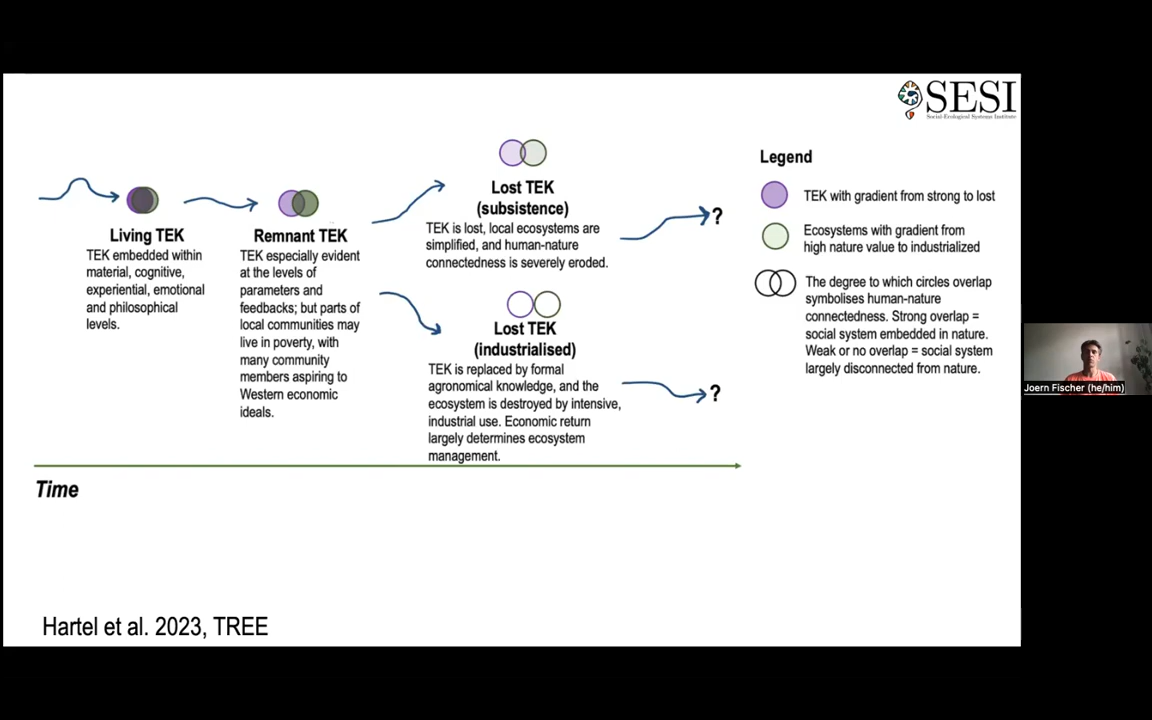 SESI
Social-Ecological Systems Institute
Living TEK
TEK embedded within
material, cognitive,
experiential, emotional
and philosophical
levels.
Remnant TEK
TEK especially evident
at the levels of
parameters and
feedbacks; but parts of
local communities may
live in poverty, with
many community
members aspiring to
Western economic
ideals.
Lost TEK
(subsistence)
TEK is lost, local ecosystems are
simplified, and human-nature
connectedness is severely eroded.
?
Lost TEK
(industrialised)
TEK is replaced by formal
agronomical knowledge, and the
ecosystem is destroyed by intensive,
industrial use. Economic return
largely determines ecosystem
management.
?
Legend
TEK with gradient from strong to lost
Ecosystems with gradient from
high nature value to industrialized
The degree to which circles overlap
symbolises human-nature
connectedness. Strong overlap =
social system embedded in nature.
Weak or no overlap = social system
largely disconnected from nature.
Time
Hartel et al. 2023, TREE
Joern Fischer (he/him)